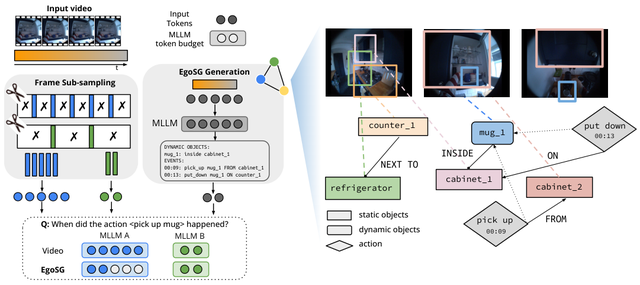 Input video
t
Input
Tokens
MLLM
token budget
Frame Sub-sampling
EgoSG Generation
MLLM
DYNAMIC OBJECTS:
mug_1: inside cabinet_1
EVENTS:
00:09: pick_up mug_1 FROM cabinet_1
00:13: put_down mug_1 ON counter_1
Q: When did the action <pick up mug> happened?
MLLM A
MLLM B
Video
EgoSG
counter_1
mug_1
put down
00:13
NEXT TO
INSIDE
ON
refrigerator
cabinet_1
cabinet_2
pick up
00:09
FROM
static objects
dynamic objects
action